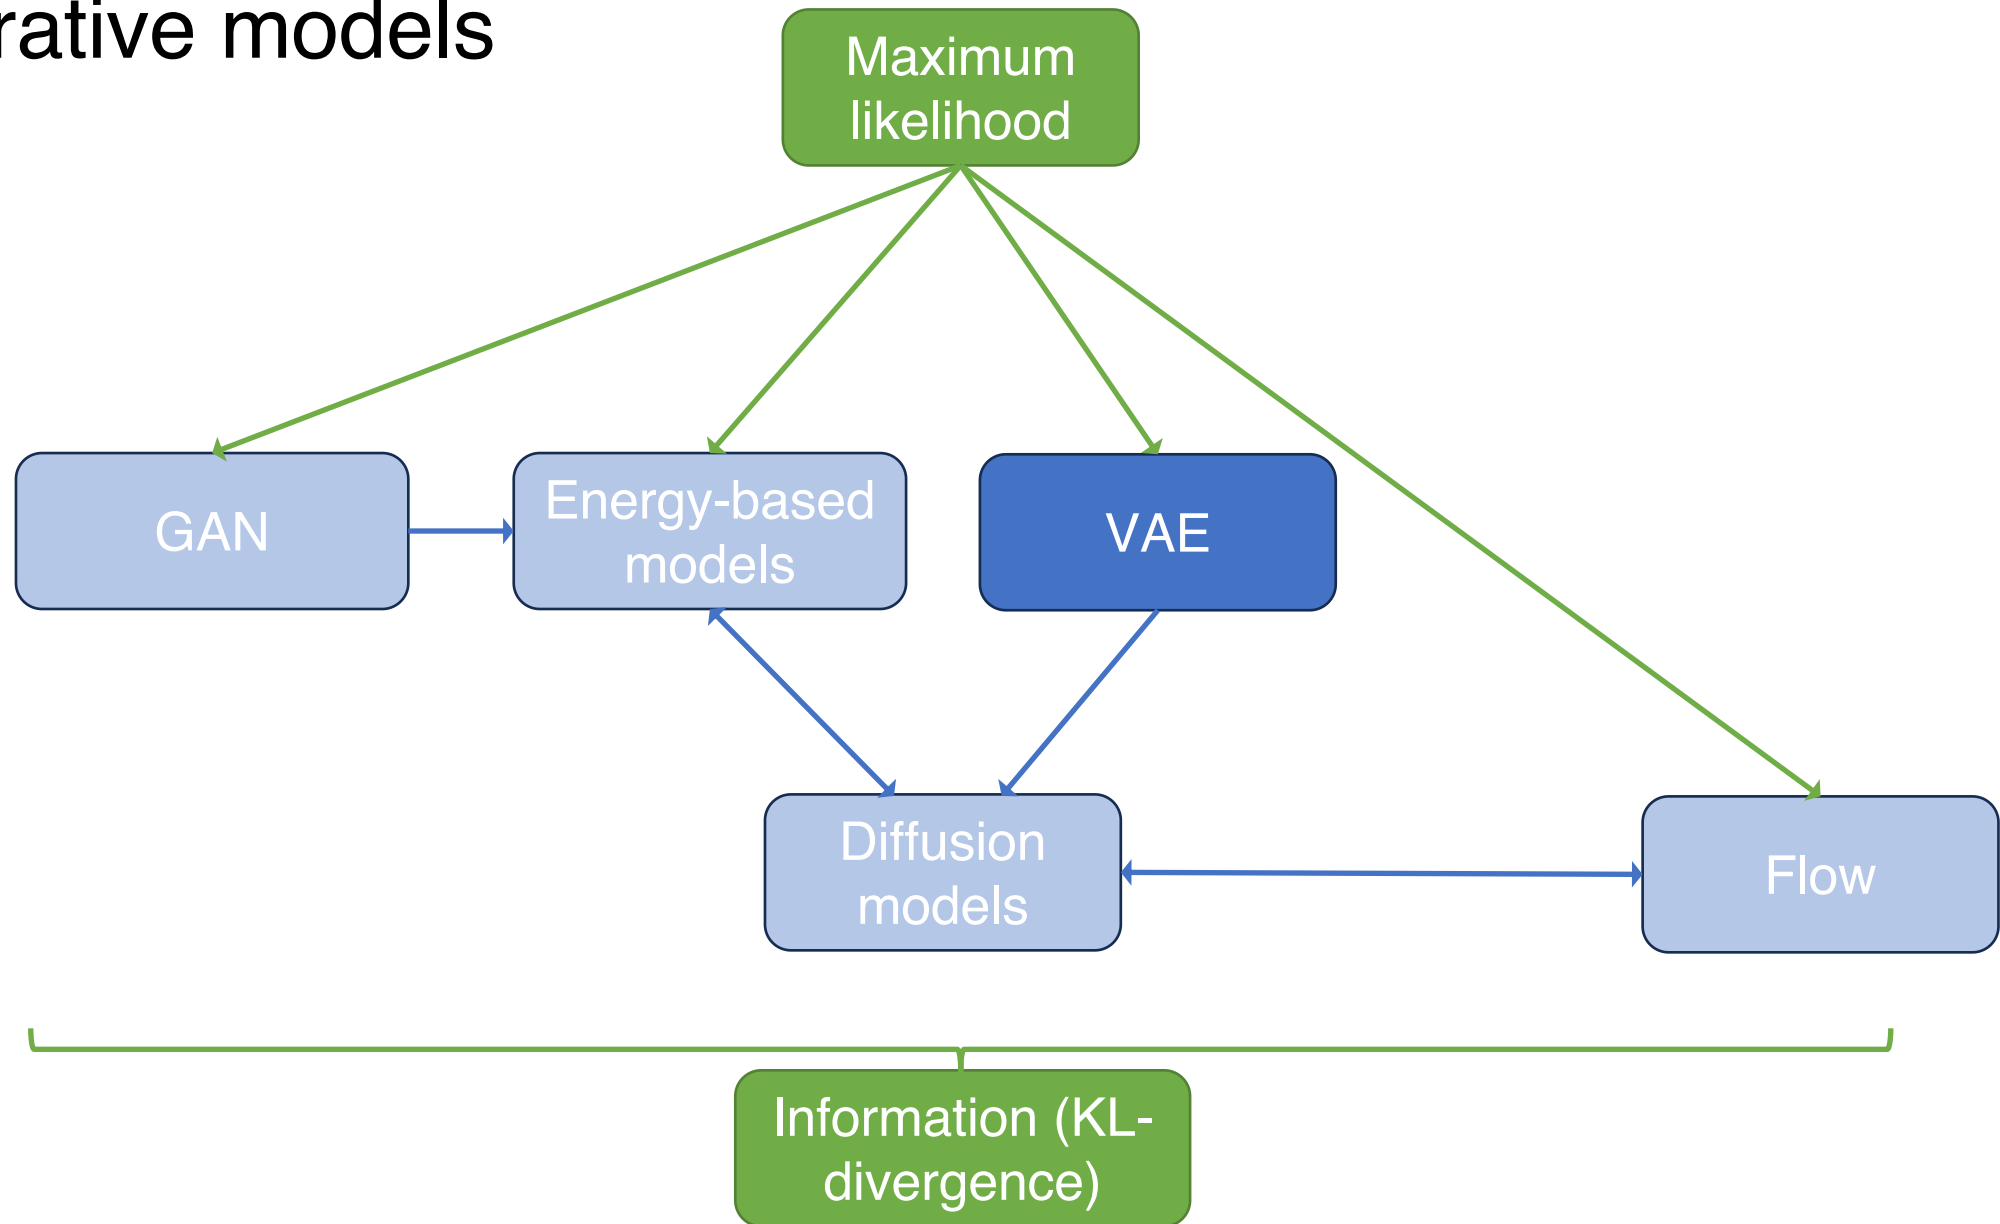 rative models
Maximum
likelihood
GAN
Energy-based
models
VAE
Diffusion
models
Flow
Information (KL-
divergence)